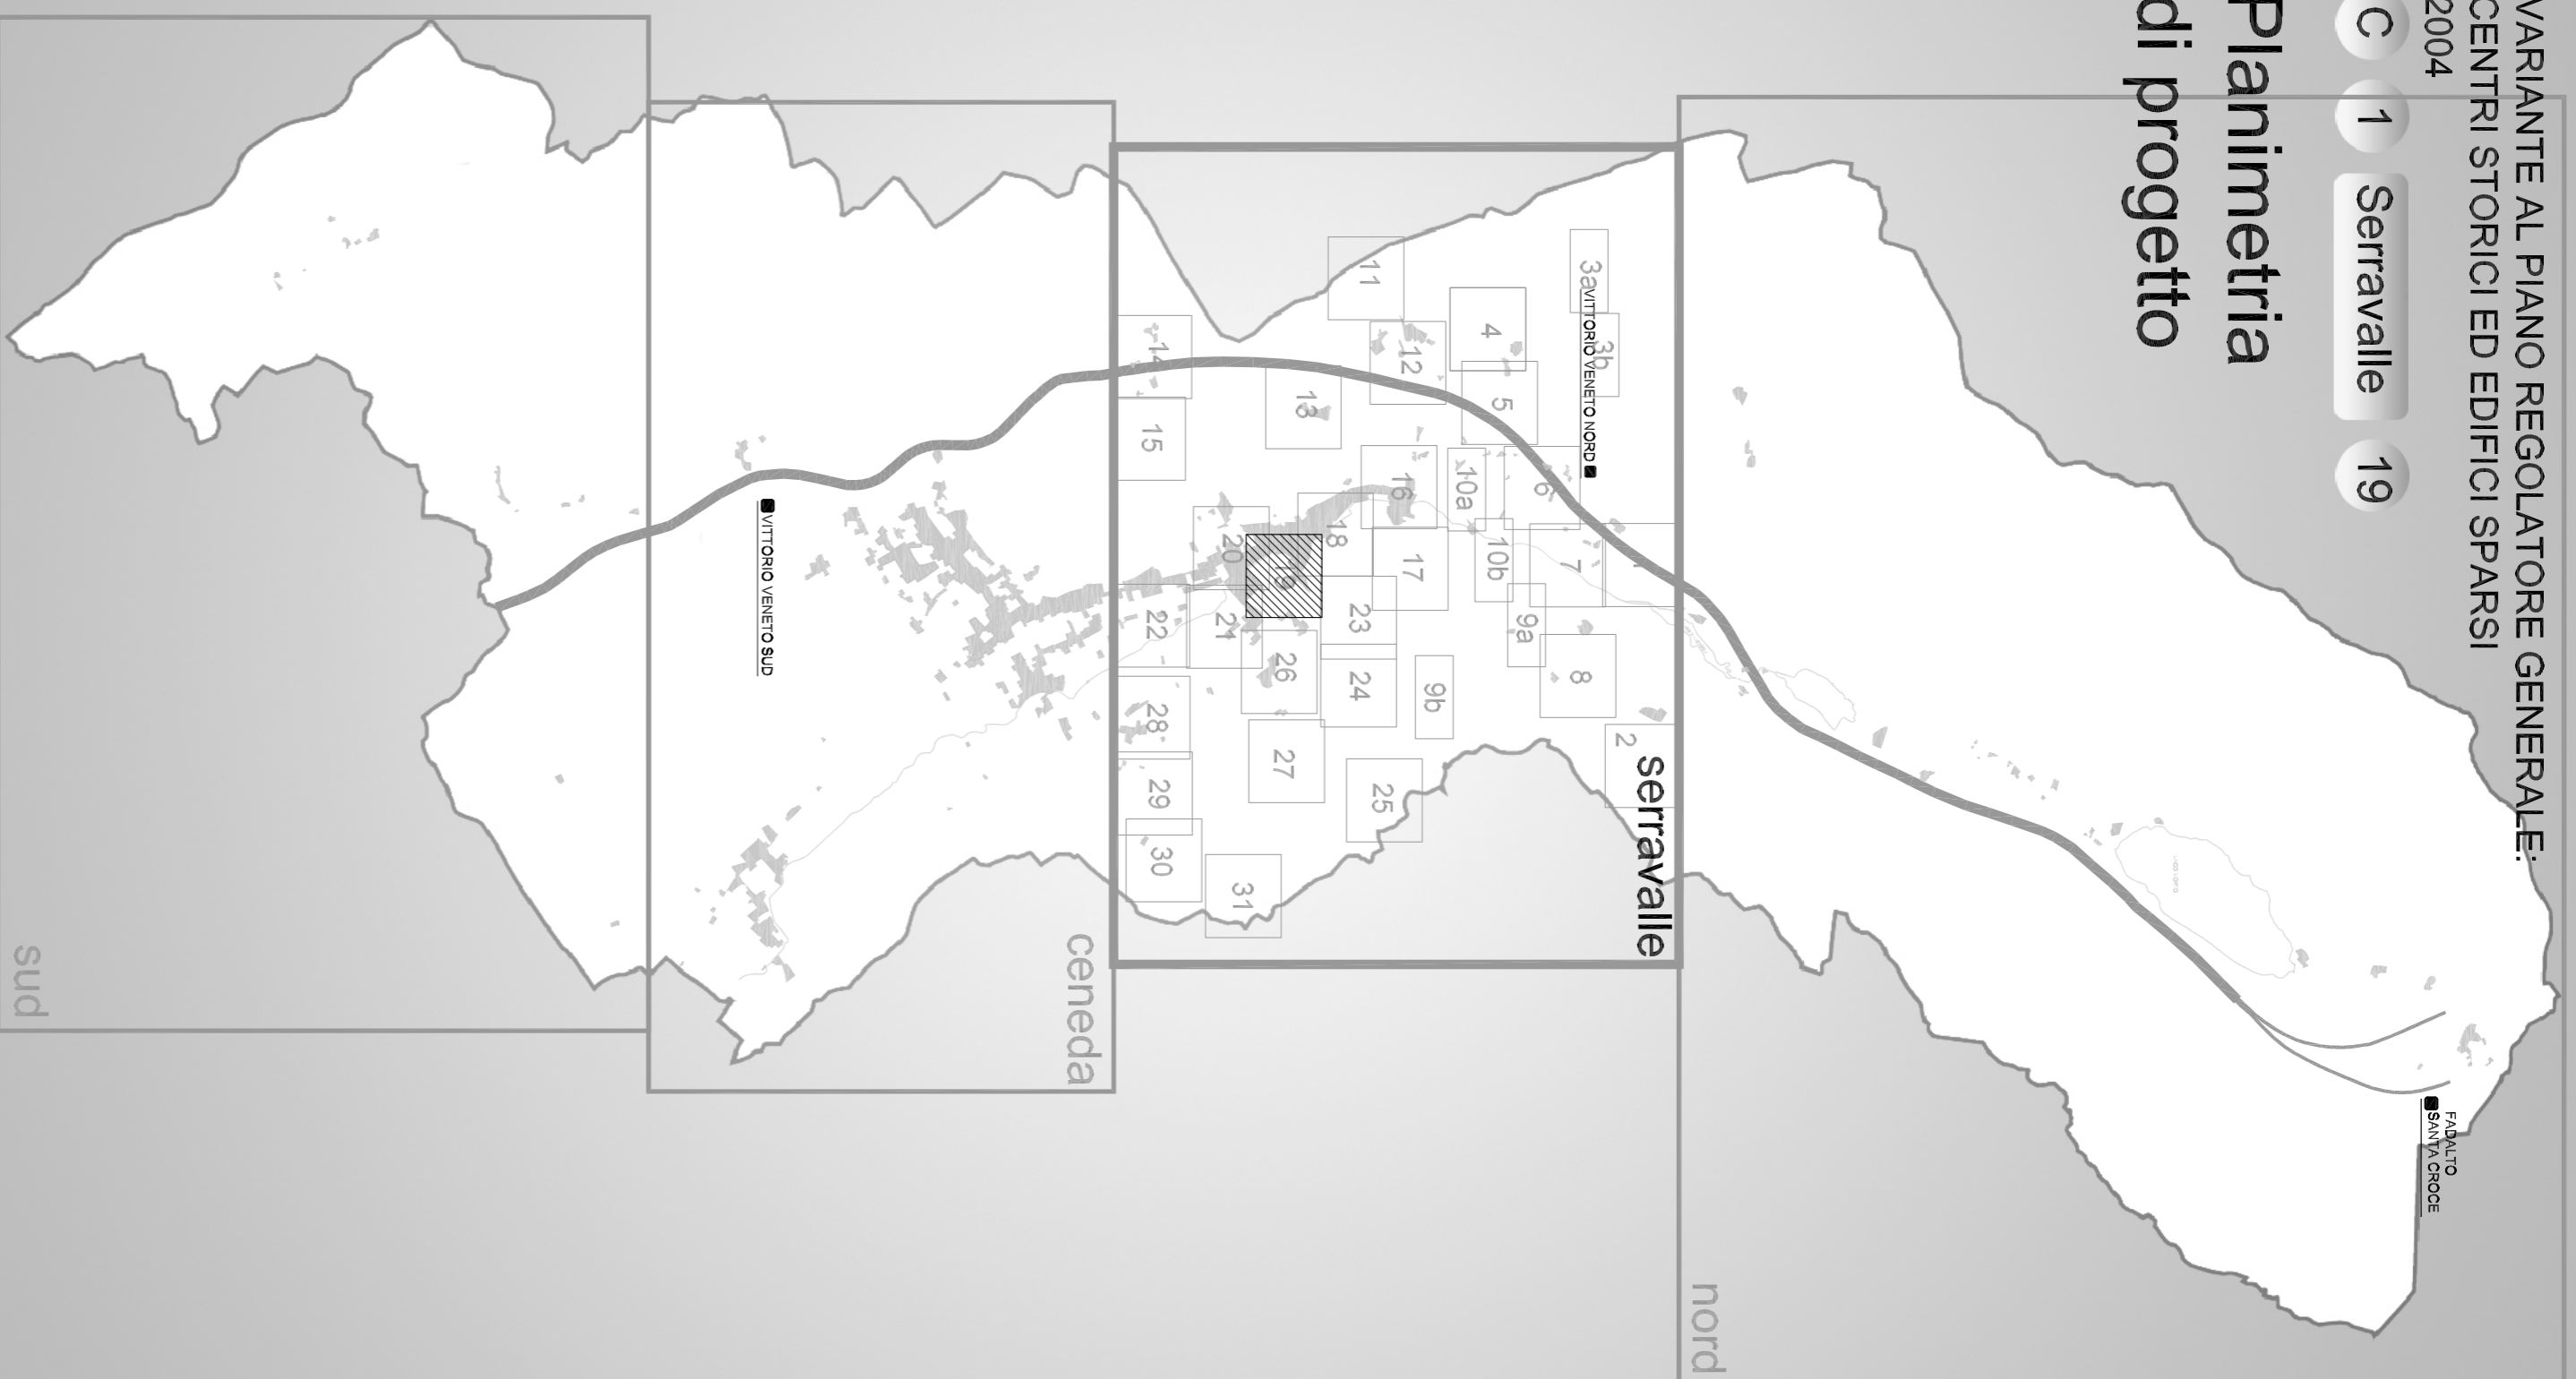 VARIANTE AL PIANO REGOLATORE GENERALE:
CENTRI STORICI ED EDIFICI SPARSI
2004
C 1 Serravalle 19
Planimetria
di progetto
nord
FADALTO
SANTA CROCE
Serravalle
2
3a
3b
VITTORIO VENETO NORD
4
5
6
7
8
9a
9b
10a
10b
11
12
13
14
15
16
17
18
19
20
21
22
23
24
25
26
27
28
29
30
31
ceneda
VITTORIO VENETO SUD
sud